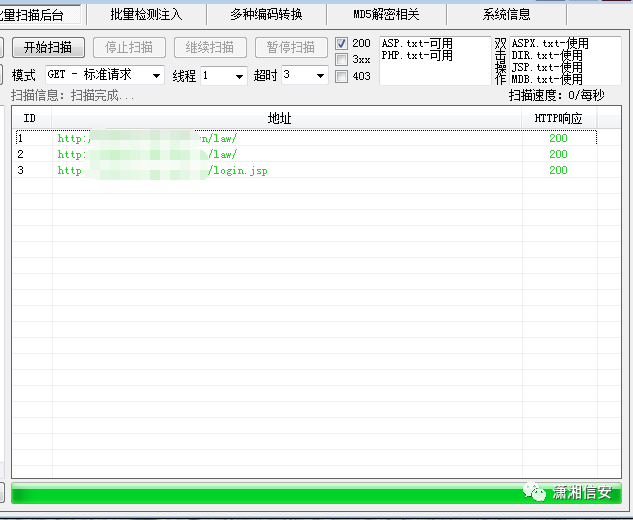 批量扫描后台 批量检测注入 多种编码转换 MD5解密相关 系统信息
开始扫描 停止扫描 继续扫描 暂停扫描
模式 GET - 标准请求 线程 1 超时 3
200
3xx
403
ASP.txt-可用
PHP.txt-可用
双击操作
ASPX.txt-使用
DIR.txt-使用
JSP.txt-使用
MDB.txt-使用
扫描信息: 扫描完成... 扫描速度: 0/每秒
ID 地址 HTTP响应
1 http:/ n/law/ 200
2 http: /law/ 200
3 http /login.jsp 200
潇湘信安